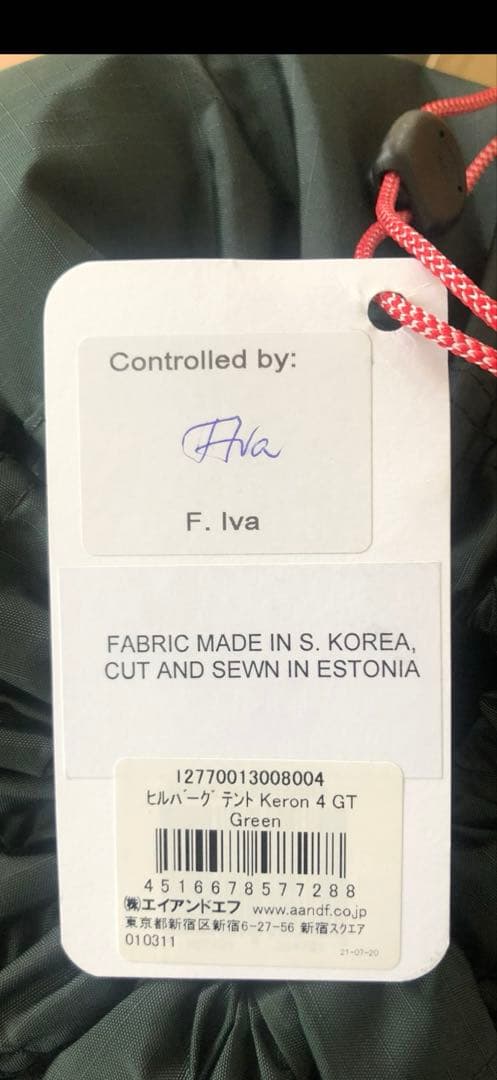 Controlled by:
FIva
F. Iva
FABRIC MADE IN S. KOREA,
CUT AND SEWN IN ESTONIA
12770013008004
ﾋﾙﾊﾞｰｸﾞ ﾃﾝﾄ Keron 4 GT
Green
4516678577288
㈱エイアンドエフ www.aandf.co.jp
東京都新宿区新宿6-27-56 新宿スクエア
010311
21-07-20